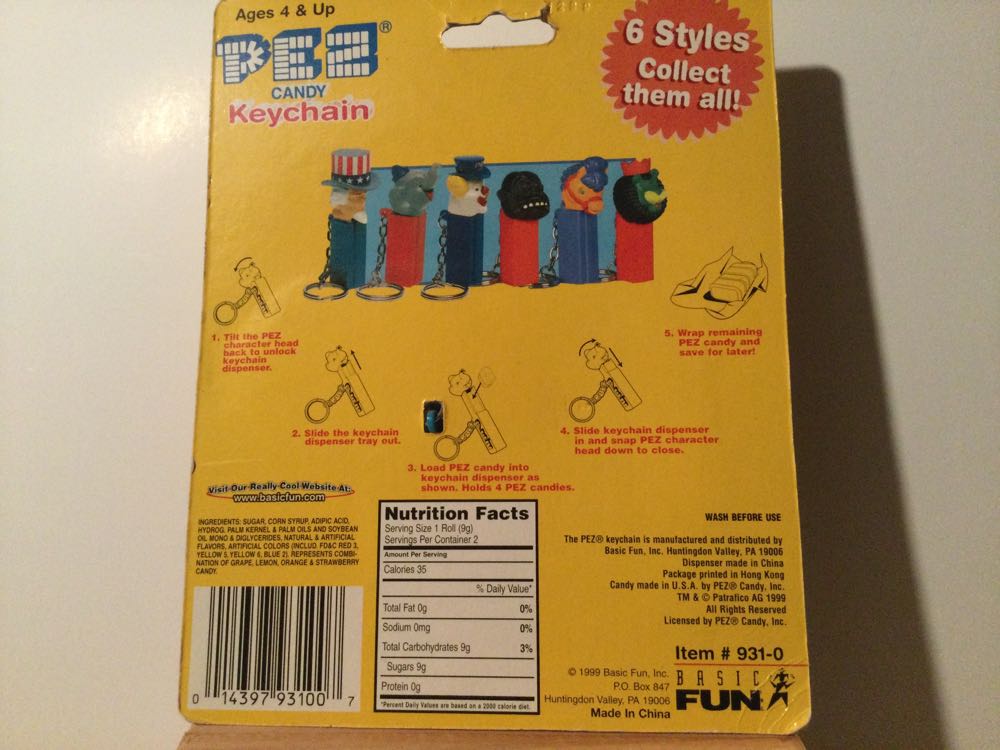 Ages 4 & Up
PEZ®
CANDY
Keychain
6 Styles
Collect
them all!
1. Tilt the PEZ
character head
back to unlock
keychain
dispenser.
2. Slide the keychain
dispenser tray out.
3. Load PEZ candy into
keychain dispenser as
shown. Holds 4 PEZ candies.
4. Slide keychain dispenser
in and snap PEZ character
head down to close.
5. Wrap remaining
PEZ candy and
save for later!
Visit Our Really Cool Website At:
www.basicfun.com
INGREDIENTS: SUGAR, CORN SYRUP, ADIPIC ACID,
HYDROG. PALM KERNEL & PALM OILS AND SOYBEAN
OIL MONO & DIGLYCERIDES, NATURAL & ARTIFICIAL
FLAVORS, ARTIFICIAL COLORS (INCLUD. FD&C RED 3,
YELLOW 5, YELLOW 6, BLUE 2). REPRESENTS COMBI-
NATION OF GRAPE, LEMON, ORANGE & STRAWBERRY
CANDY.
0 14397 93100 7
Nutrition Facts
Serving Size 1 Roll (9g)
Servings Per Container 2
Amount Per Serving
Calories 35
% Daily Value*
Total Fat 0g 0%
Sodium 0mg 0%
Total Carbohydrates 9g 3%
Sugars 9g
Protein 0g
*Percent Daily Values are based on a 2000 calorie diet.
WASH BEFORE USE
The PEZ® keychain is manufactured and distributed by
Basic Fun, Inc. Huntingdon Valley, PA 19006
Dispenser made in China
Package printed in Hong Kong
Candy made in U.S.A. by PEZ® Candy, Inc.
TM & © Patrafico AG 1999
All Rights Reserved
Licensed by PEZ® Candy, Inc.
Item # 931-0
© 1999 Basic Fun, Inc.
P.O. Box 847
Huntingdon Valley, PA 19006
Made In China
BASIC
FUN